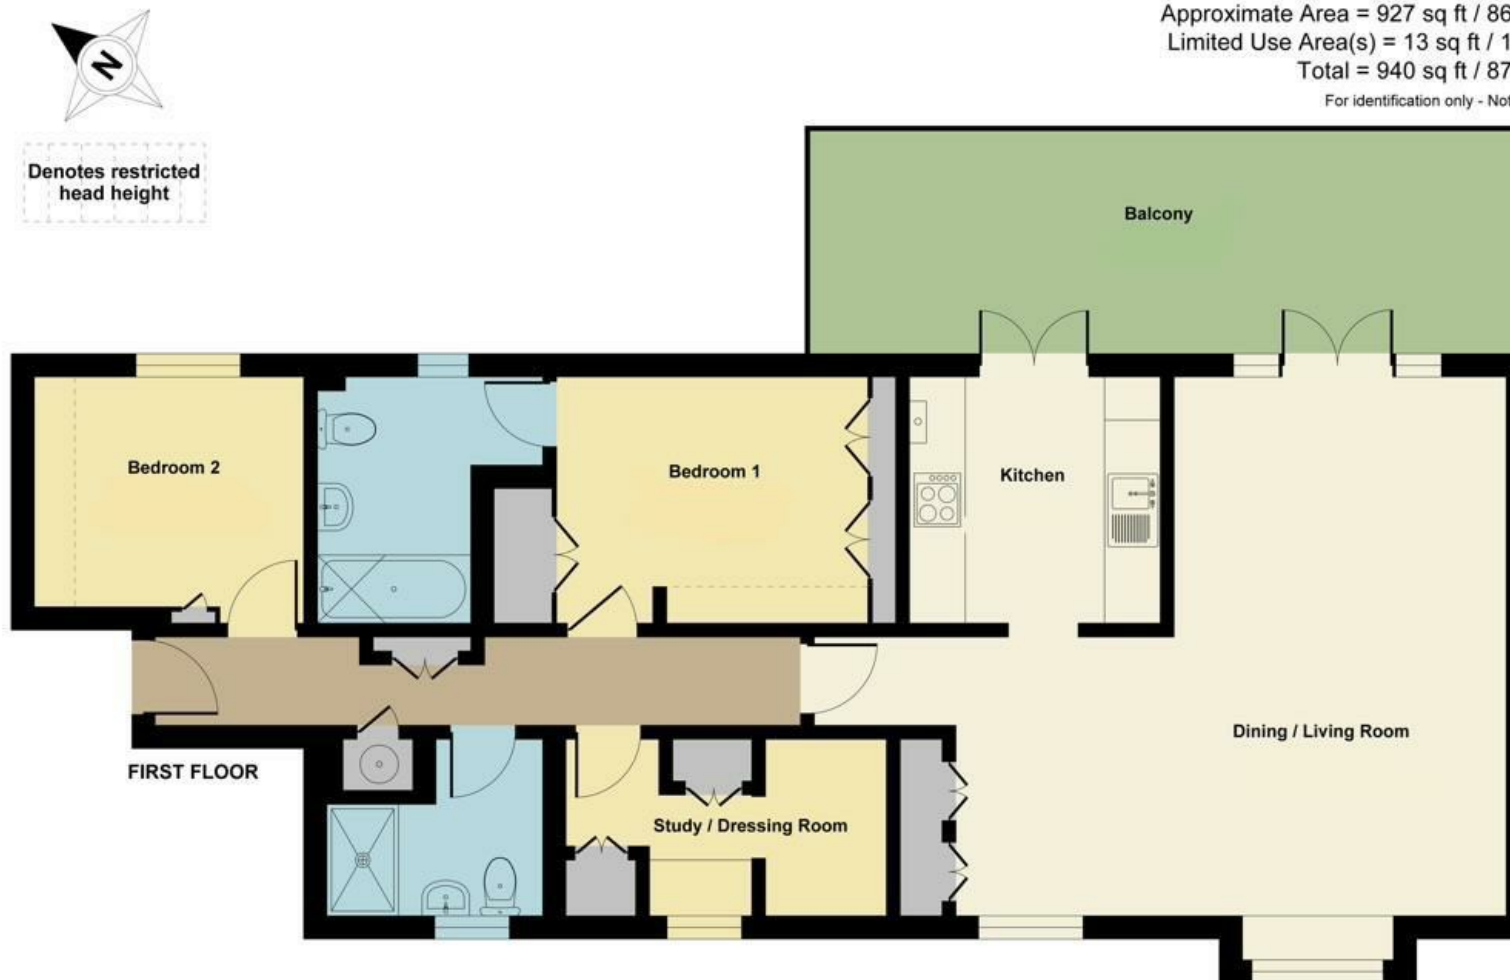 Approximate Area = 927 sq ft / 86
Limited Use Area(s) = 13 sq ft / 1
Total = 940 sq ft / 87
For identification only - Not
N
Denotes restricted
head height
Balcony
Bedroom 2
Bedroom 1
Kitchen
Dining / Living Room
FIRST FLOOR
Study / Dressing Room